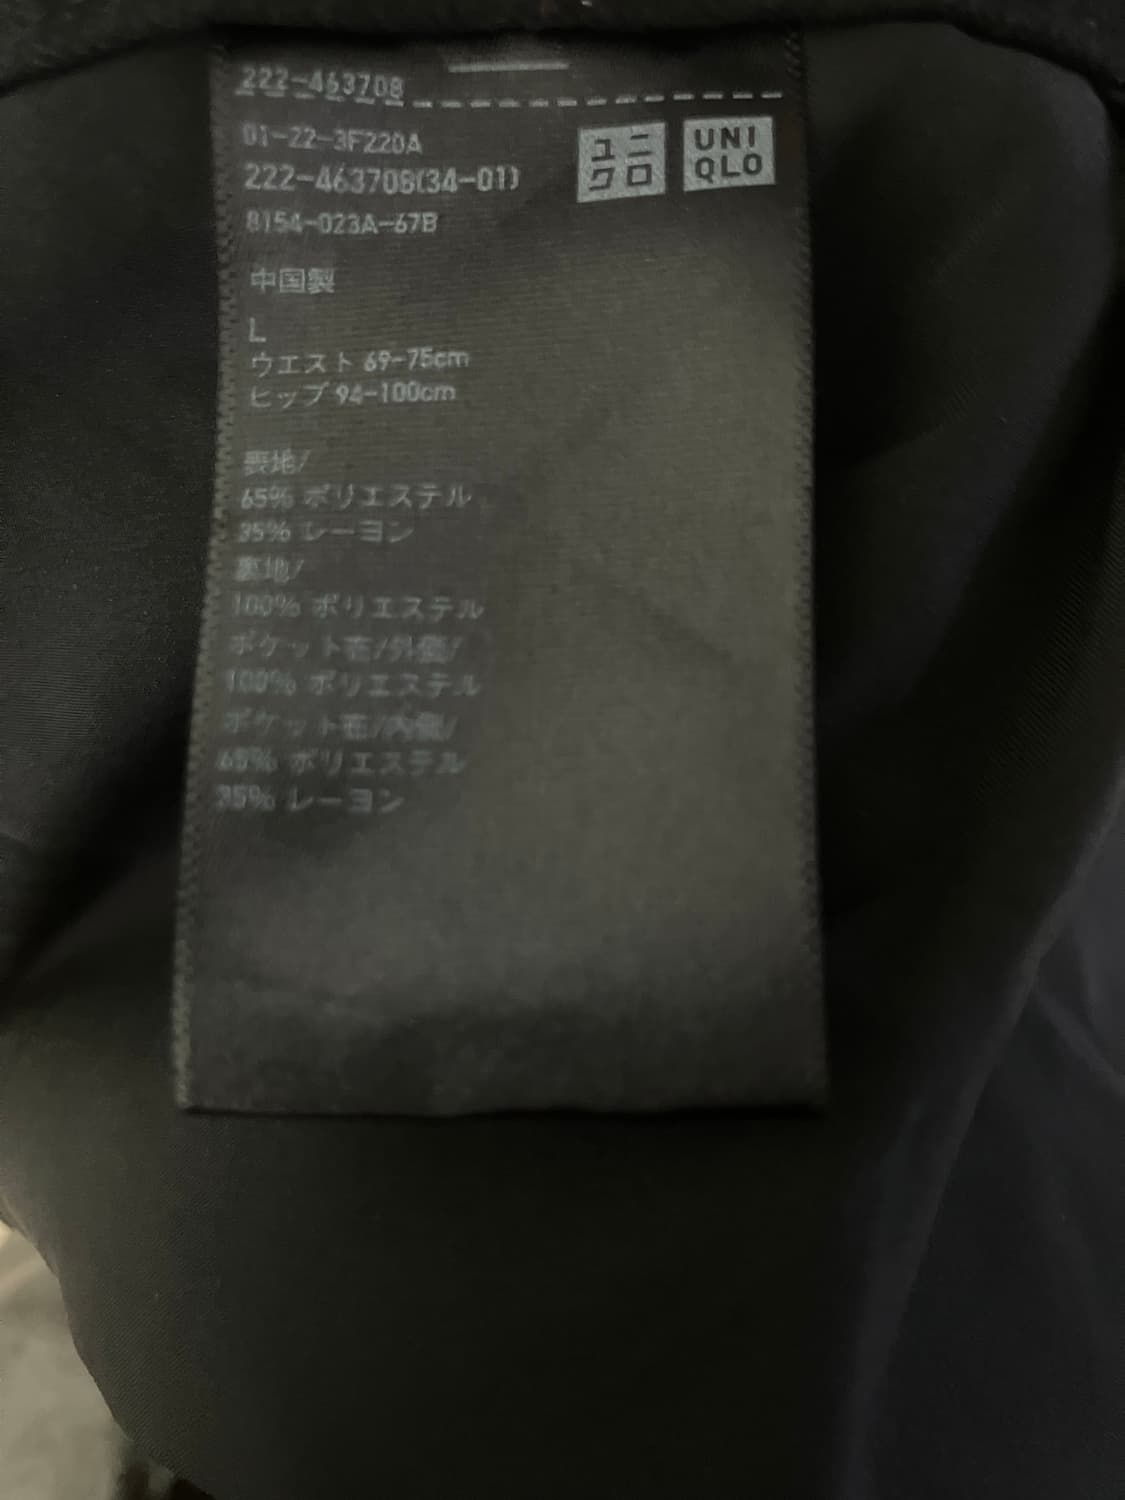 222-463708
01-22-3F220A
222-463708(34-01)
8154-023A-67B
ユニ
クロ
UNI
QLO
中国製
L
ウエスト 69-75cm
ヒップ 94-100cm
表地/
65% ポリエステル
35% レーヨン
裏地/
100% ポリエステル
ポケット布/外側/
100% ポリエステル
ポケット布/内側/
65% ポリエステル
35% レーヨン